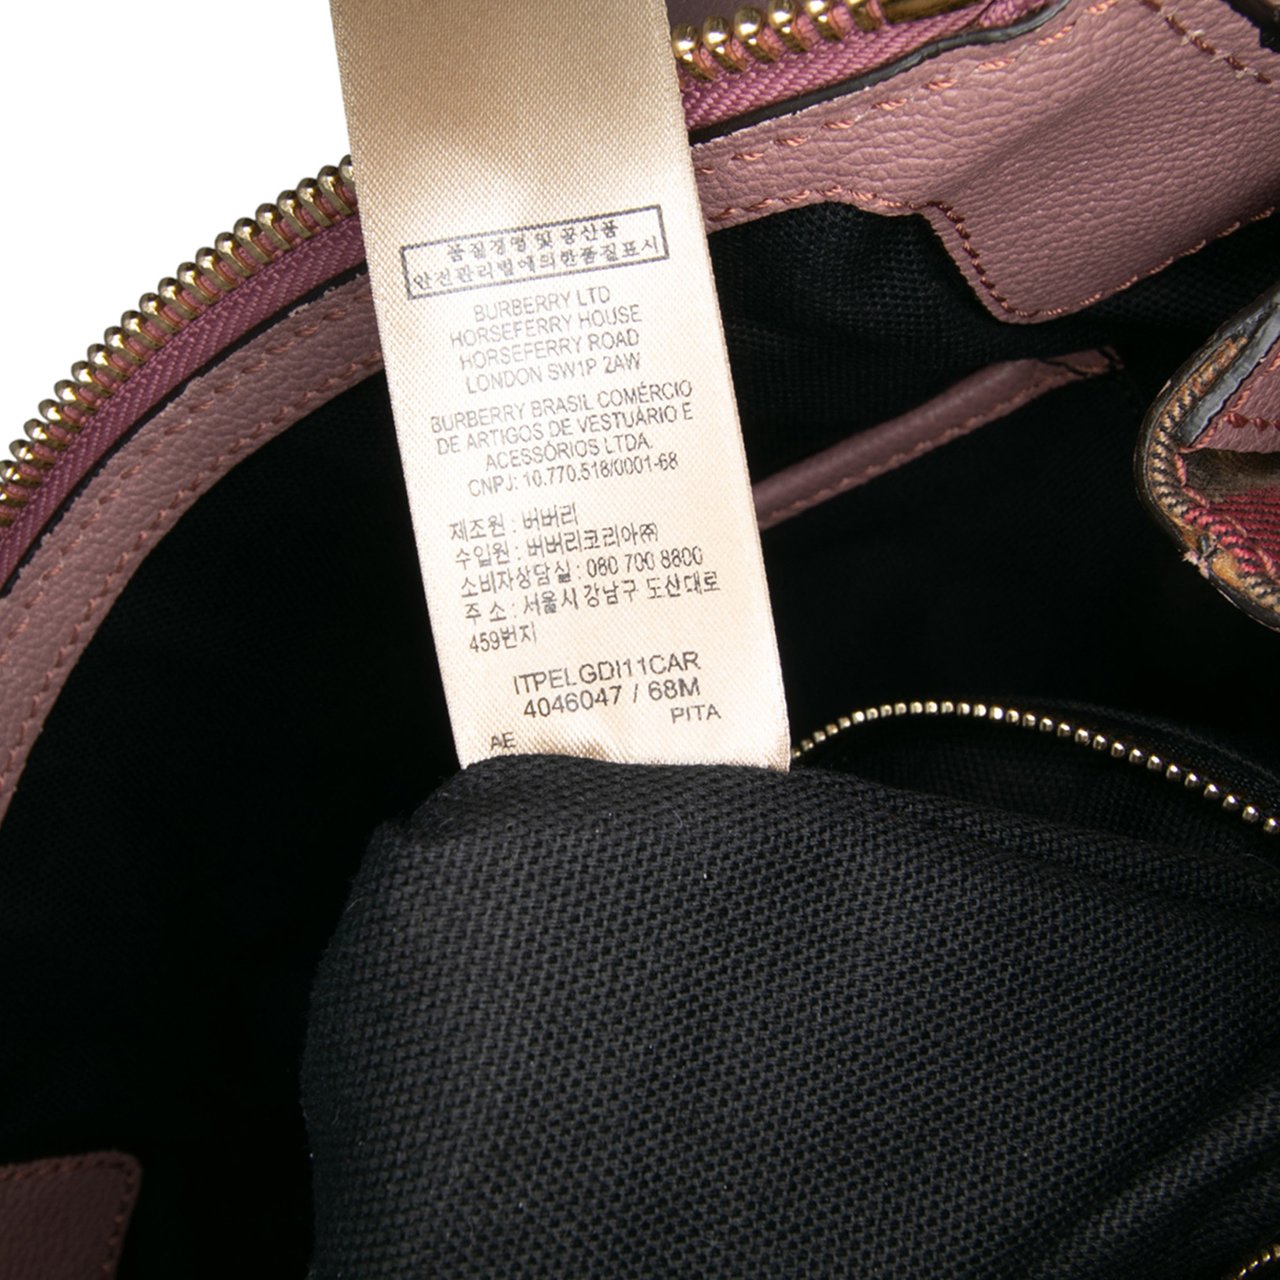 품질경영 및 공산품
안전관리법에의한품질표시
BURBERRY LTD
HORSEFERRY HOUSE
HORSEFERRY ROAD
LONDON SW1P 2AW
BURBERRY BRASIL COMÉRCIO
DE ARTIGOS DE VESTUÁRIO E
ACESSÓRIOS LTDA.
CNPJ: 10.770.518/0001-68
제조원 : 버버리
수입원 : 버버리코리아㈜
소비자상담실 : 080 700 8800
주 소 : 서울시 강남구 도산대로
459번지
ITPELGDI11CAR
4046047 / 68M
PITA
AE